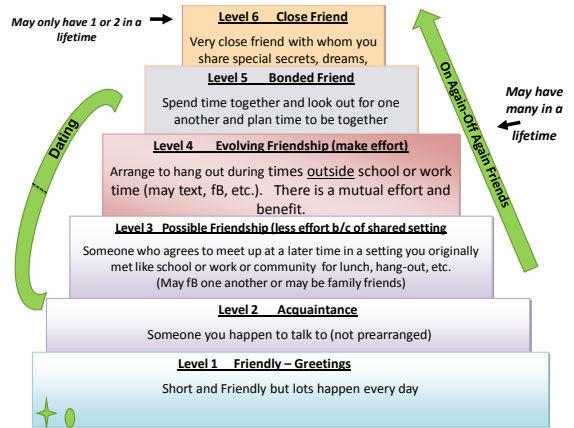 May only have 1 or 2 in a
lifetime
Level 6 Close Friend
Very close friend with whom you
share special secrets, dreams,
Level 5 Bonded Friend
Spend time together and look out for one
another and plan time to be together
Level 4 Evolving Friendship (make effort)
Arrange to hang out during times outside school or work
time (may text, fB, etc.). There is a mutual effort and
benefit.
Level 3 Possible Friendship (less effort b/c of shared setting
Someone who agrees to meet up at a later time in a setting you originally
met like school or work or community for lunch, hang-out, etc.
(May fB one another or may be family friends)
Level 2 Acquaintance
Someone you happen to talk to (not prearranged)
Level 1 Friendly – Greetings
Short and Friendly but lots happen every day
Dating
On Again-Off Again Friends
May have
many in a
lifetime